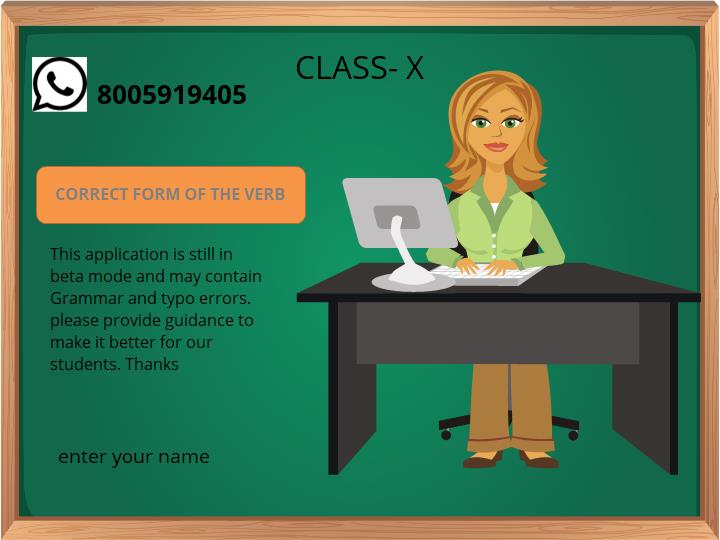 CLASS- X
8005919405
CORRECT FORM OF THE VERB
This application is still in
beta mode and may contain
Grammar and typo errors.
please provide guidance to
make it better for our
students. Thanks
enter your name